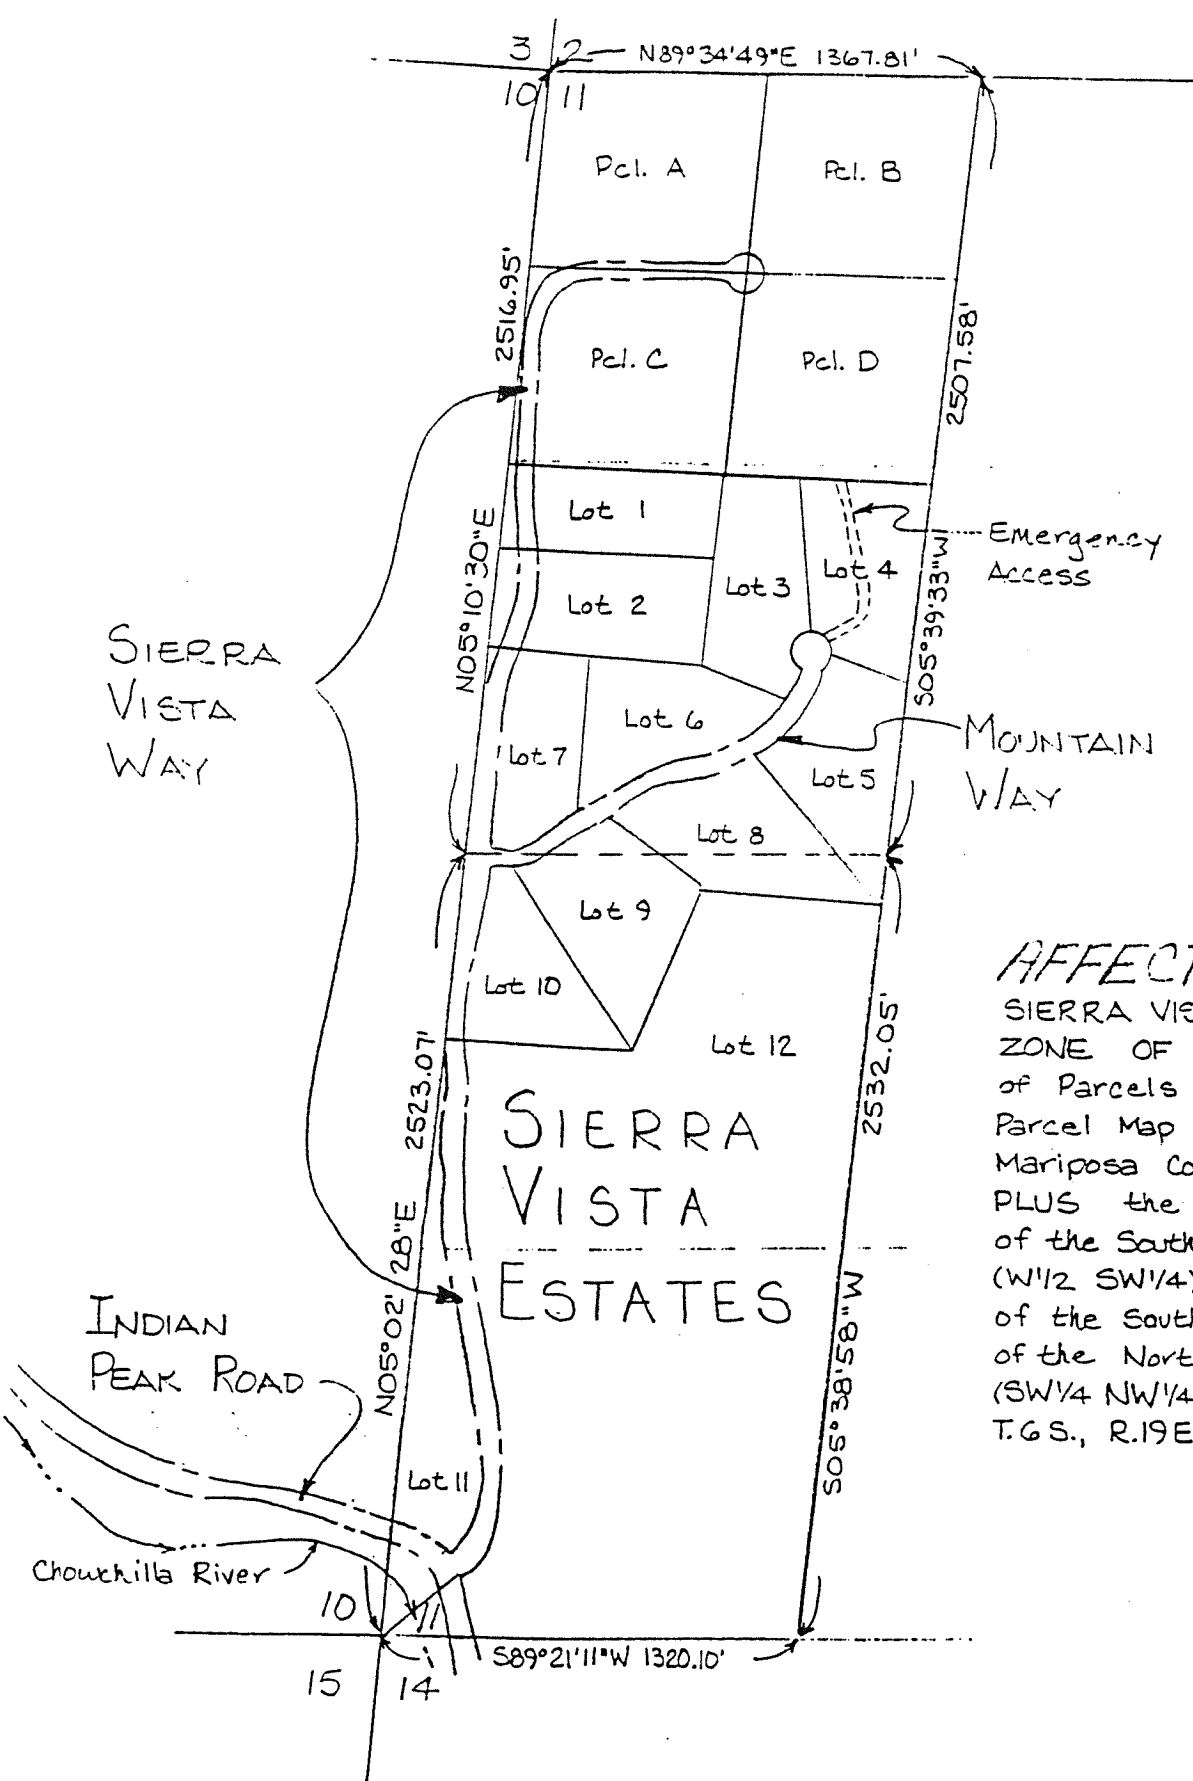 3 2 N89°34'49"E 1367.81'
10 11
Pcl. A
Pcl. B
2516.95'
Pcl. C
Pcl. D
2507.58'
Lot 1
Emergency
Access
Lot 2
Lot 3
Lot 4
N05°10'30"E
S05°39'33"W
SIERRA
VISTA
WAY
Lot 6
Lot 7
Lot 5
MOUNTAIN
WAY
Lot 8
Lot 9
Lot 10
Lot 12
2523.07'
2532.05'
SIERRA
VISTA
ESTATES
AFFECT
SIERRA VIS
ZONE OF
of Parcels
Parcel Map
Mariposa Co
PLUS the
of the South
(W1/2 SW1/4)
of the South
of the Nort
(SW1/4 NW1/4
T.6S., R.19E
N05°02'28"E
S05°38'58"W
INDIAN
PEAK ROAD
Lot 11
Chowchilla River
10 11
S89°21'11"W 1320.10'
15 14